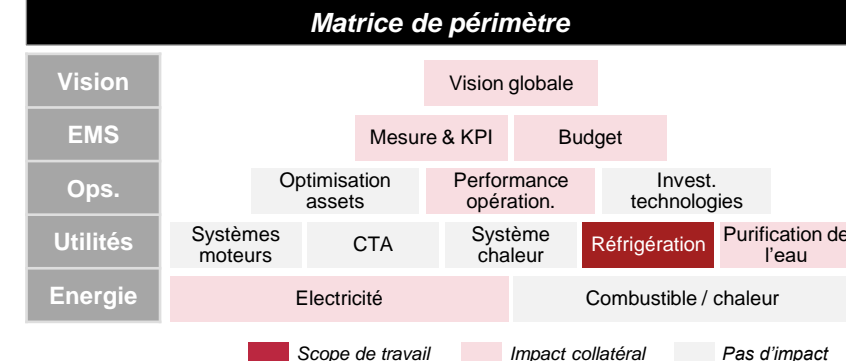 Matrice de périmètre
Vision
Vision globale
EMS
Mesure & KPI
Budget
Ops.
Optimisation
assets
Performance
opération.
Invest.
technologies
Utilités
Systèmes
moteurs
CTA
Système
chaleur
Réfrigération
Purification de
l'eau
Energie
Electricité
Combustible / chaleur
Scope de travail
Impact collatéral
Pas d'impact